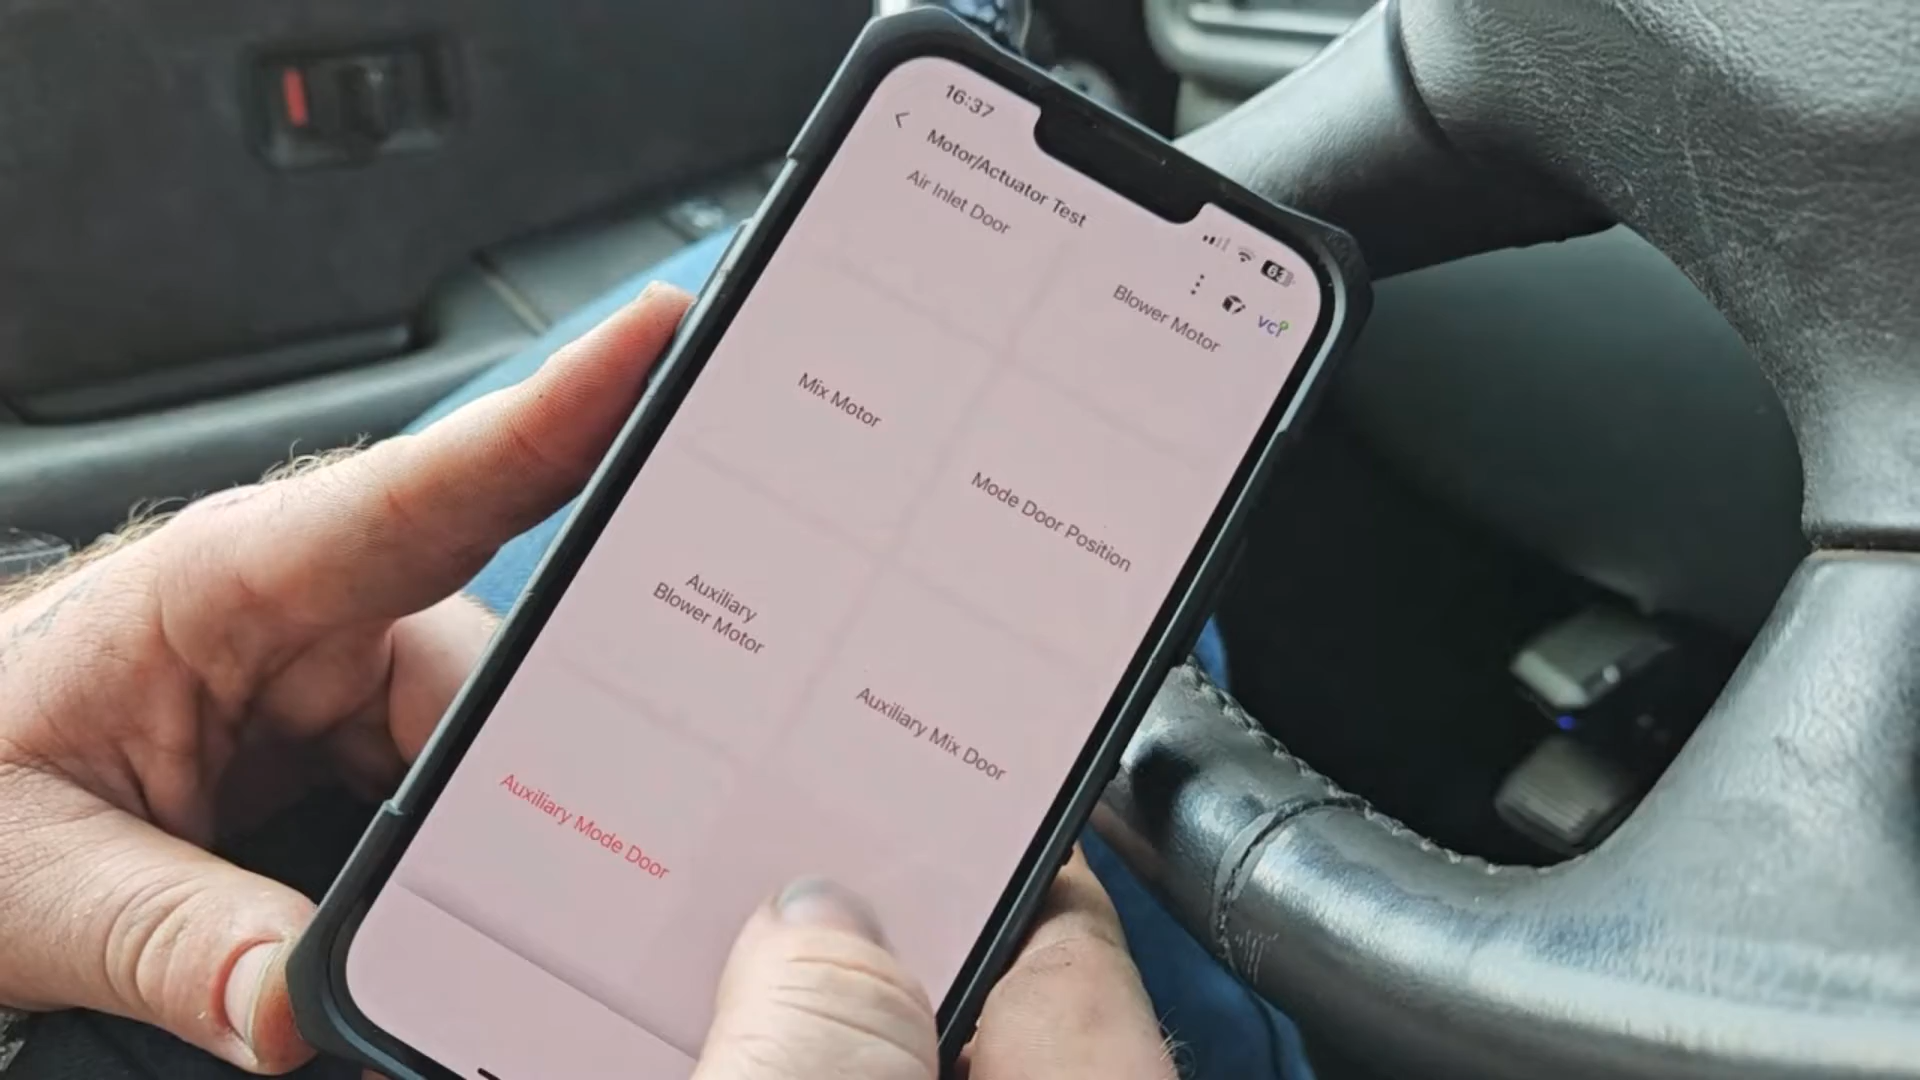 16:37
Motor/Actuator Test
63
vci
Air Inlet Door
Blower Motor
Mix Motor
Mode Door Position
Auxiliary
Blower Motor
Auxiliary Mix Door
Auxiliary Mode Door